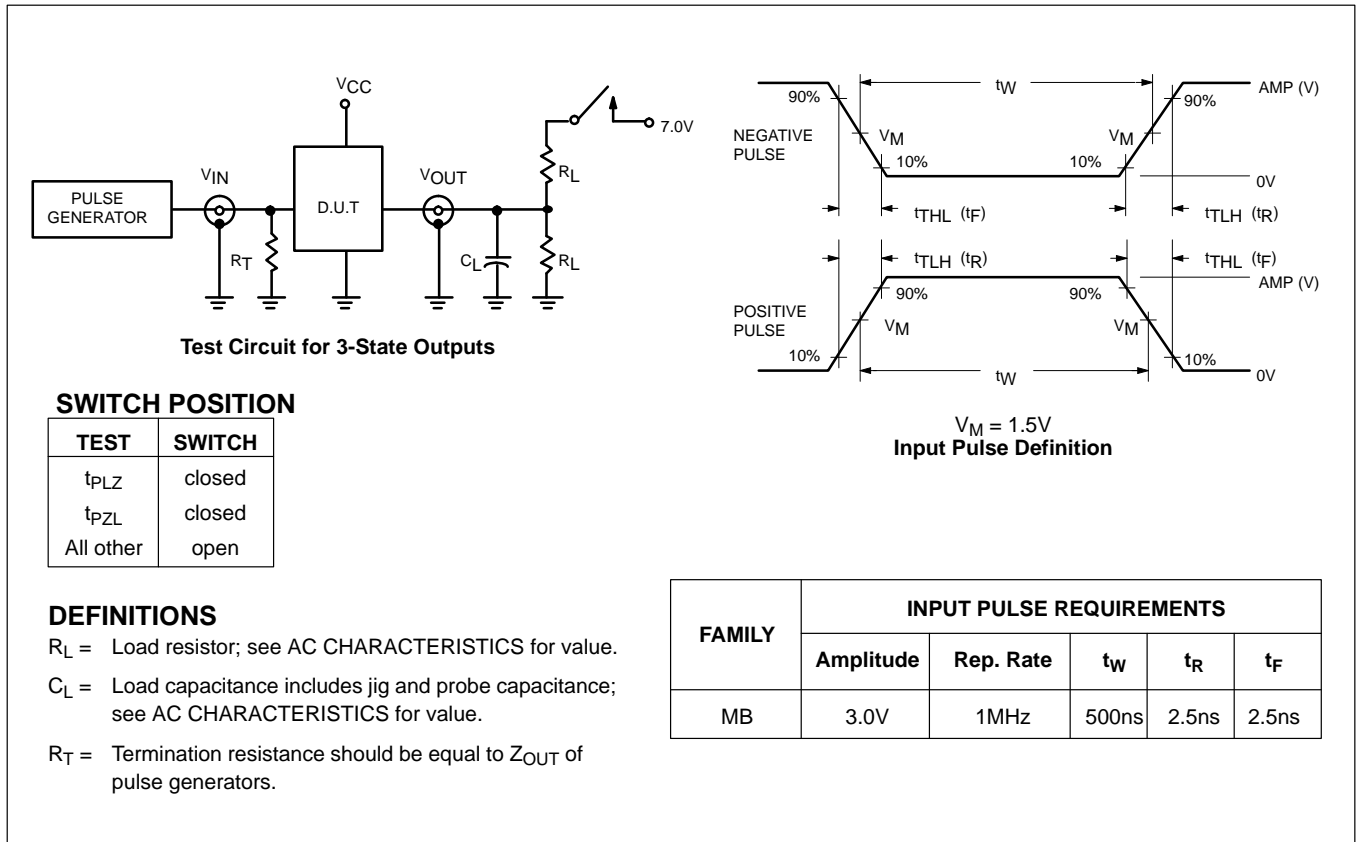 VCC
7.0V
RL
VIN
VOUT
PULSE
GENERATOR
D.U.T
RT
CL
RL
Test Circuit for 3-State Outputs
90%
tW
90%
AMP (V)
NEGATIVE
PULSE
VM
VM
10%
10%
0V
tTHL (tF)
tTLH (tR)
tTLH (tR)
tTHL (tF)
AMP (V)
90%
90%
POSITIVE
PULSE
VM
VM
10%
10%
tW
0V
VM = 1.5V
Input Pulse Definition
SWITCH POSITION
TEST SWITCH
tPLZ closed
tPZL closed
All other open
DEFINITIONS
RL = Load resistor; see AC CHARACTERISTICS for value.
CL = Load capacitance includes jig and probe capacitance;
see AC CHARACTERISTICS for value.
RT = Termination resistance should be equal to ZOUT of
pulse generators.
FAMILY
INPUT PULSE REQUIREMENTS
Amplitude Rep. Rate tW tR tF
MB 3.0V 1MHz 500ns 2.5ns 2.5ns